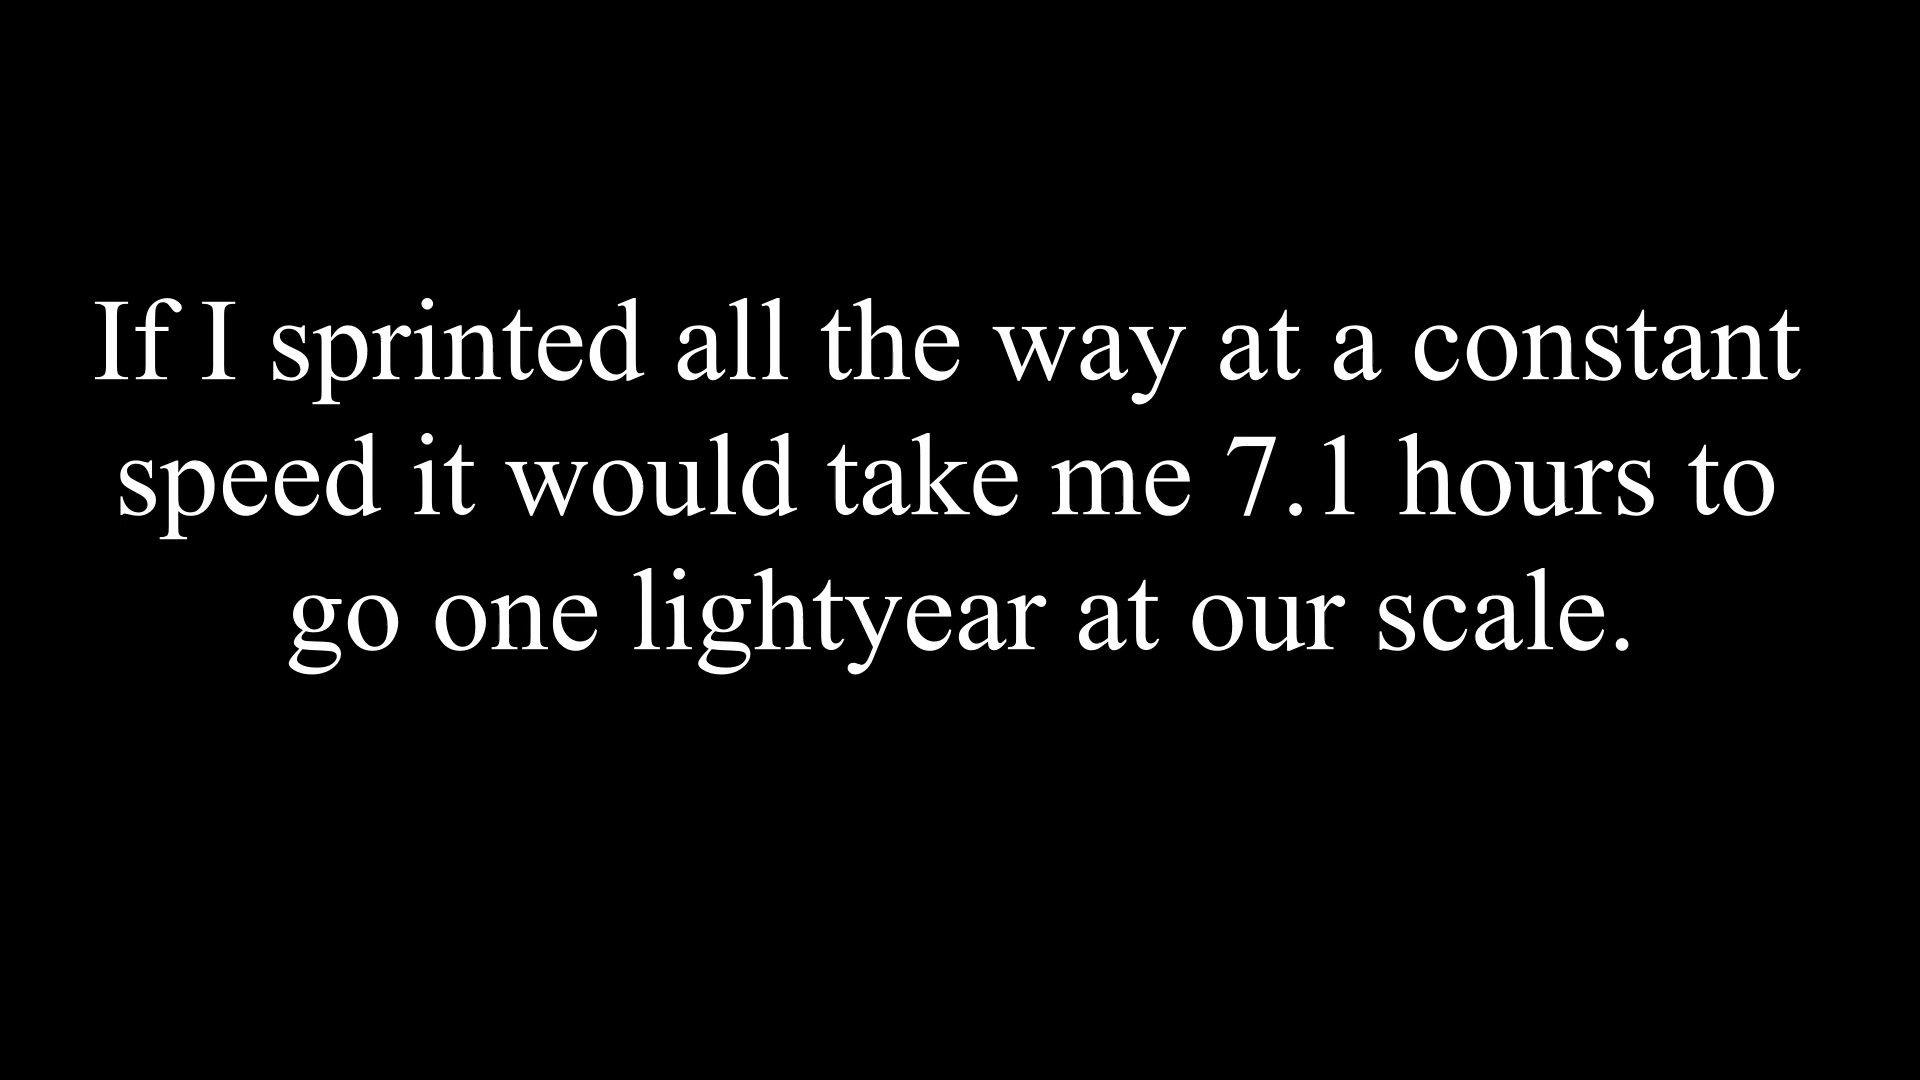 If I sprinted all the way at a constant
speed it would take me 7.1 hours to
go one lightyear at our scale.